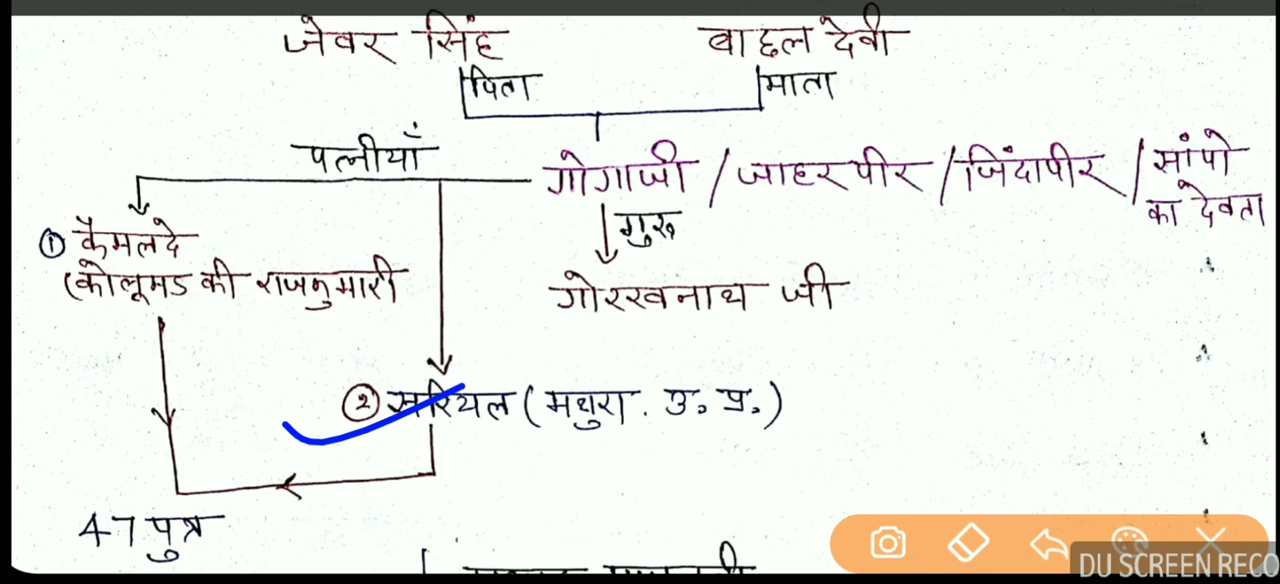 जेवर सिंह बाछल देवी
पिता माता
पत्नीयाँ
गोगाजी / जाहरपीर / जिंदापीर / सांपो
का देवता
गुरु
① कैमलदे
(कोलूमड की राजकुमारी
गोरखनाथ जी
② सरियल (मथुरा. उ. प्र.)
47 पुत्र
DU SCREEN RECO